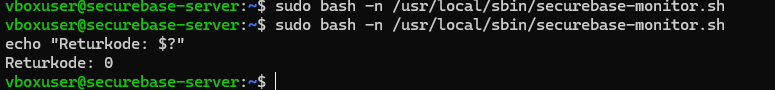 vboxuser@securebase-server:~$ sudo bash -n /usr/local/sbin/securebase-monitor.sh
vboxuser@securebase-server:~$ sudo bash -n /usr/local/sbin/securebase-monitor.sh
echo "Returkode: $?"
Returkode: 0
vboxuser@securebase-server:~$